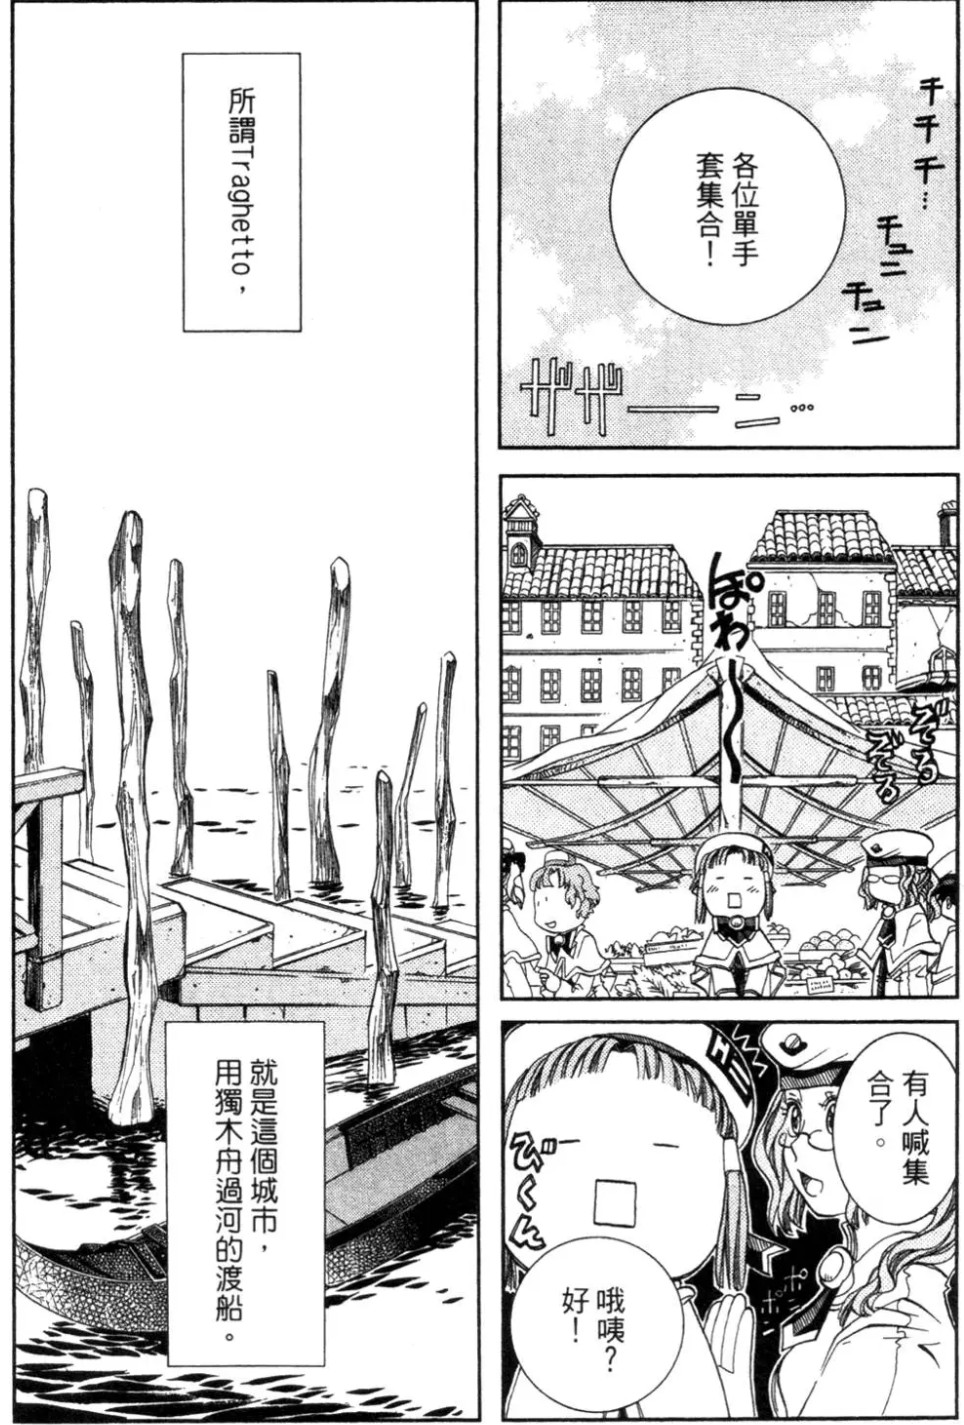 チチチ…
チュン
チュン
各位單手
套集合！
ザザーン…
ぽわ～
ぞろ
ぞろ
有人喊集
合了。
びくん
ポン
ポン
哦咦？
好！
所謂Traghetto，
就是這個城市，
用獨木舟過河的渡船。